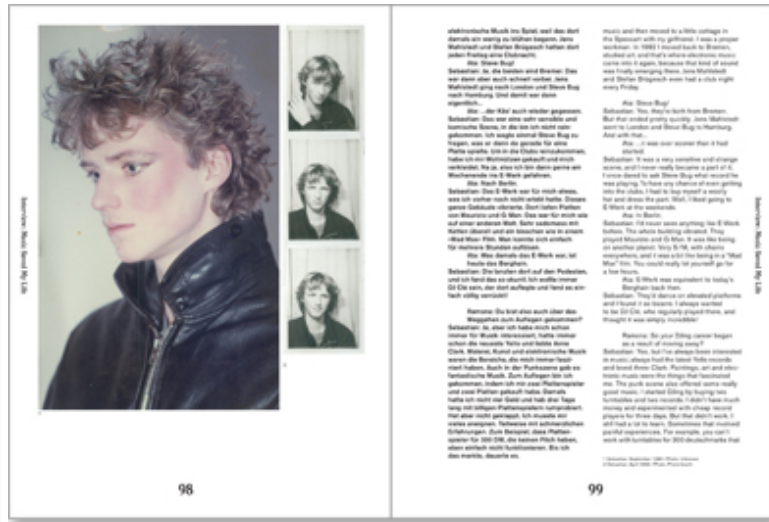 Interview: Music Saved My Life
98
elektronische Musik ins Spiel, weil das dort
damals ein wenig zu blühen begann. Jens
Mahlstedt und Stefan Brügesch hatten dort
jeden Freitag eine Clubnacht.
Ata: Steve Bug!
Sebastian: Ja, die beiden sind Bremer. Das
war dann aber auch schnell vorbei. Jens
Mahlstedt ging nach London und Steve Bug
nach Hamburg. Und damit war dann
eigentlich…
Ata: …der Käs' auch wieder gegessen.
Sebastian: Das war eine sehr sensible und
komische Szene, in die bin ich nicht rein-
gekommen. Ich wagte einmal Steve Bug zu
fragen, was er denn da gerade für eine
Platte spielte. Um in die Clubs reinzukommen,
habe ich mir Wollmützen gekauft und mich
verkleidet. Na ja, also ich bin dann gerne am
Wochenende ins E-Werk gefahren.
Ata: Nach Berlin.
Sebastian: Das E-Werk war für mich etwas,
was ich vorher noch nicht erlebt hatte. Dieses
ganze Gebäude vibrierte. Dort liefen Platten
von Maurizio und G-Man. Das war für mich wie
auf einer anderen Welt. Sehr sadomaso mit
Ketten überall und ein bisschen wie in einem
»Mad Max« Film. Man konnte sich einfach
für mehrere Stunden auflösen.
Ata: Was damals das E-Werk war, ist
heute das Berghain.
Sebastian: Die tanzten dort auf den Podesten,
und ich fand das so skurril. Ich wollte immer
DJ Clé sein, der dort auflegte und fand es ein-
fach völlig verrückt!
Ramona: Du bist also auch über das
Weggehen zum Auflegen gekommen?
Sebastian: Ja, aber ich habe mich schon
immer für Musik interessiert, hatte immer
schon die neueste Yello und liebte Anne
Clark. Malerei, Kunst und elektronische Musik
waren die Bereiche, die mich immer faszi-
niert haben. Auch in der Punkszene gab es
fantastische Musik. Zum Auflegen bin ich
gekommen, indem ich mir zwei Plattenspieler
und zwei Platten gekauft habe. Damals
hatte ich nicht viel Geld und hab drei Tage
lang mit billigen Plattenspielern rumprobiert.
Hat aber nicht geklappt. Ich musste mir
vieles aneignen. Teilweise mit schmerzlichen
Erfahrungen. Zum Beispiel, dass Platten-
spieler für 300 DM, die keinen Pitch haben,
eben einfach nicht funktionieren. Bis ich
das merkte, dauerte es.
music and then moved to a little cottage in
the Spessart with my girlfriend. I was a proper
workman. In 1993 I moved back to Bremen,
studied art, and that's where electronic music
came into it again, because that kind of sound
was finally emerging there. Jens Mahlstedt
and Stefan Brügesch even had a club night
every Friday.
Ata: Steve Bug!
Sebastian: Yes, they're both from Bremen.
But that ended pretty quickly. Jens Mahlstedt
went to London and Steve Bug to Hamburg.
And with that…
Ata: …it was over sooner than it had
started.
Sebastian: It was a very sensitive and strange
scene, and I never really became a part of it.
I once dared to ask Steve Bug what record he
was playing. To have any chance of even getting
into the clubs, I had to buy myself a woolly
hat and dress the part. Well, I liked going to
E-Werk at the weekends.
Ata: In Berlin.
Sebastian: I'd never seen anything like E-Werk
before. The whole building vibrated. They
played Maurizio and G-Man. It was like being
on another planet. Very S/M, with chains
everywhere, and it was a bit like being in a "Mad
Max" film. You could really let yourself go for
a few hours.
Ata: E-Werk was equivalent to today's
Berghain back then.
Sebastian: They'd dance on elevated platforms
and I found it so bizarre. I always wanted
to be DJ Clé, who regularly played there, and
thought it was simply incredible!
Ramona: So your DJing career began
as a result of moving away?
Sebastian: Yes, but I've always been interested
in music, always had the latest Yello records
and loved Anne Clark. Paintings, art and elec-
tronic music were the things that fascinated
me. The punk scene also offered some really
good music. I started DJing by buying two
turntables and two records. I didn't have much
money and experimented with cheap record
players for three days. But that didn't work. I
still had a lot to learn. Sometimes that involved
painful experiences. For example, you can't
work with turntables for 300 deutschmarks that
Interview: Music Saved My Life
99